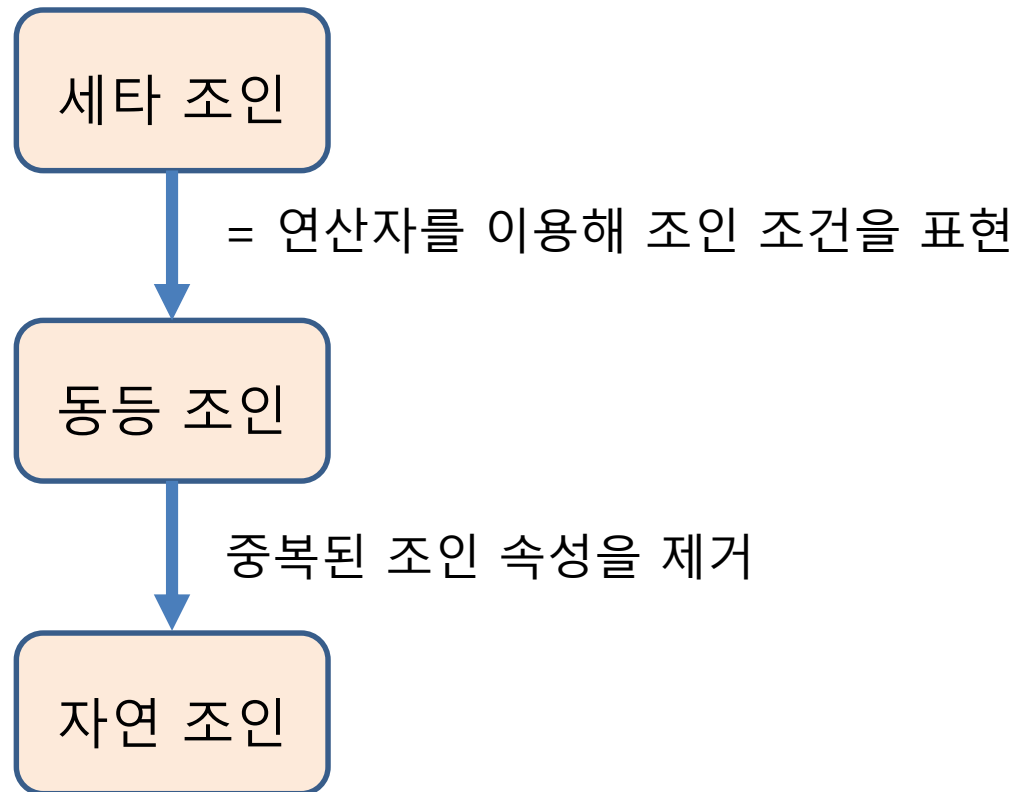 세타 조인
= 연산자를 이용해 조인 조건을 표현
동등 조인
중복된 조인 속성을 제거
자연 조인